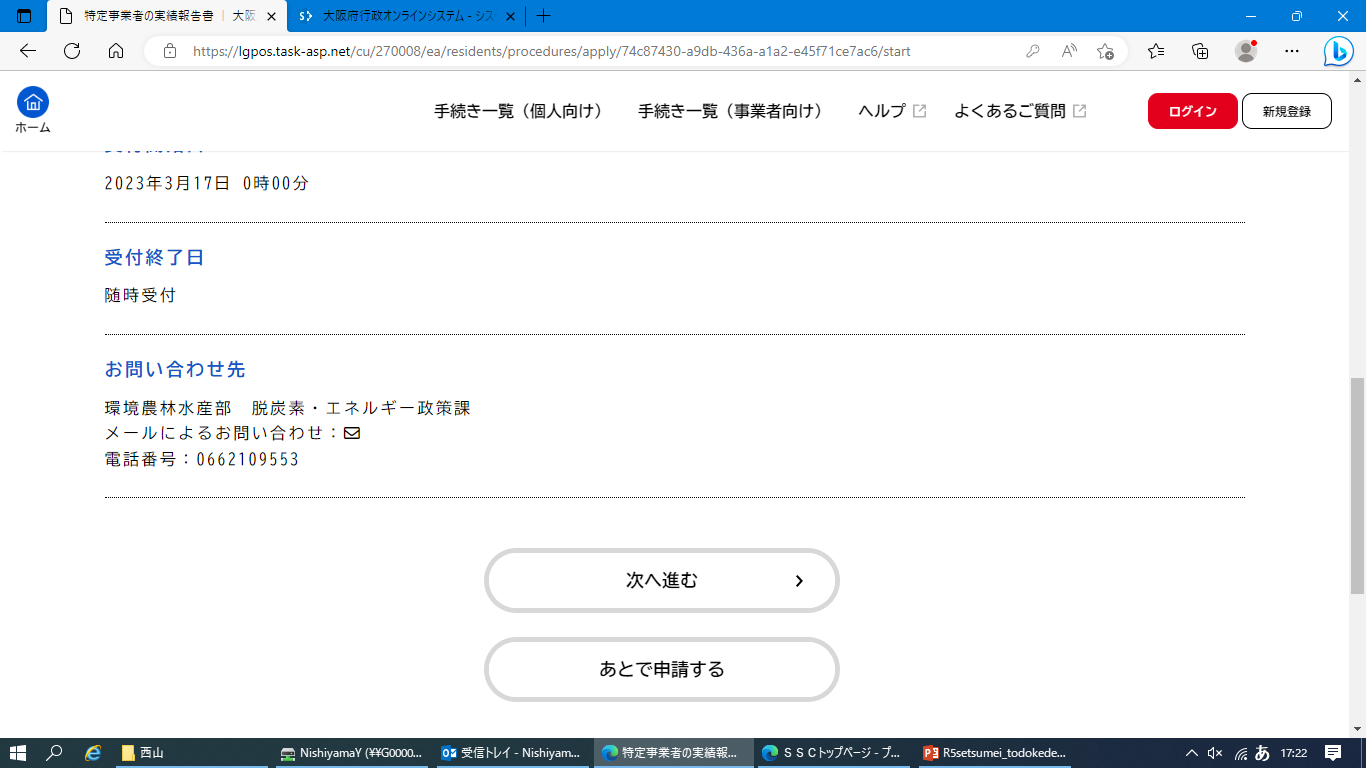 特定事業者の実績報告書 | 大阪
大阪府行政オンラインシステム - シス
https://lgpos.task-asp.net/cu/270008/ea/residents/procedures/apply/74c87430-a9db-436a-a1a2-e45f71ce7ac6/start
ホーム
手続き一覧（個人向け）
手続き一覧（事業者向け）
ヘルプ
よくあるご質問
ログイン
新規登録
2023年3月17日 0時00分
受付終了日
随時受付
お問い合わせ先
環境農林水産部　脱炭素・エネルギー政策課
メールによるお問い合わせ：
電話番号：0662109553
次へ進む
あとで申請する
西山
NishiyamaY (¥¥G0000...
受信トレイ - Nishiyam...
特定事業者の実績報...
ＳＳＣトップページ - プ...
R5setsumei_todokede...
あ
17:22